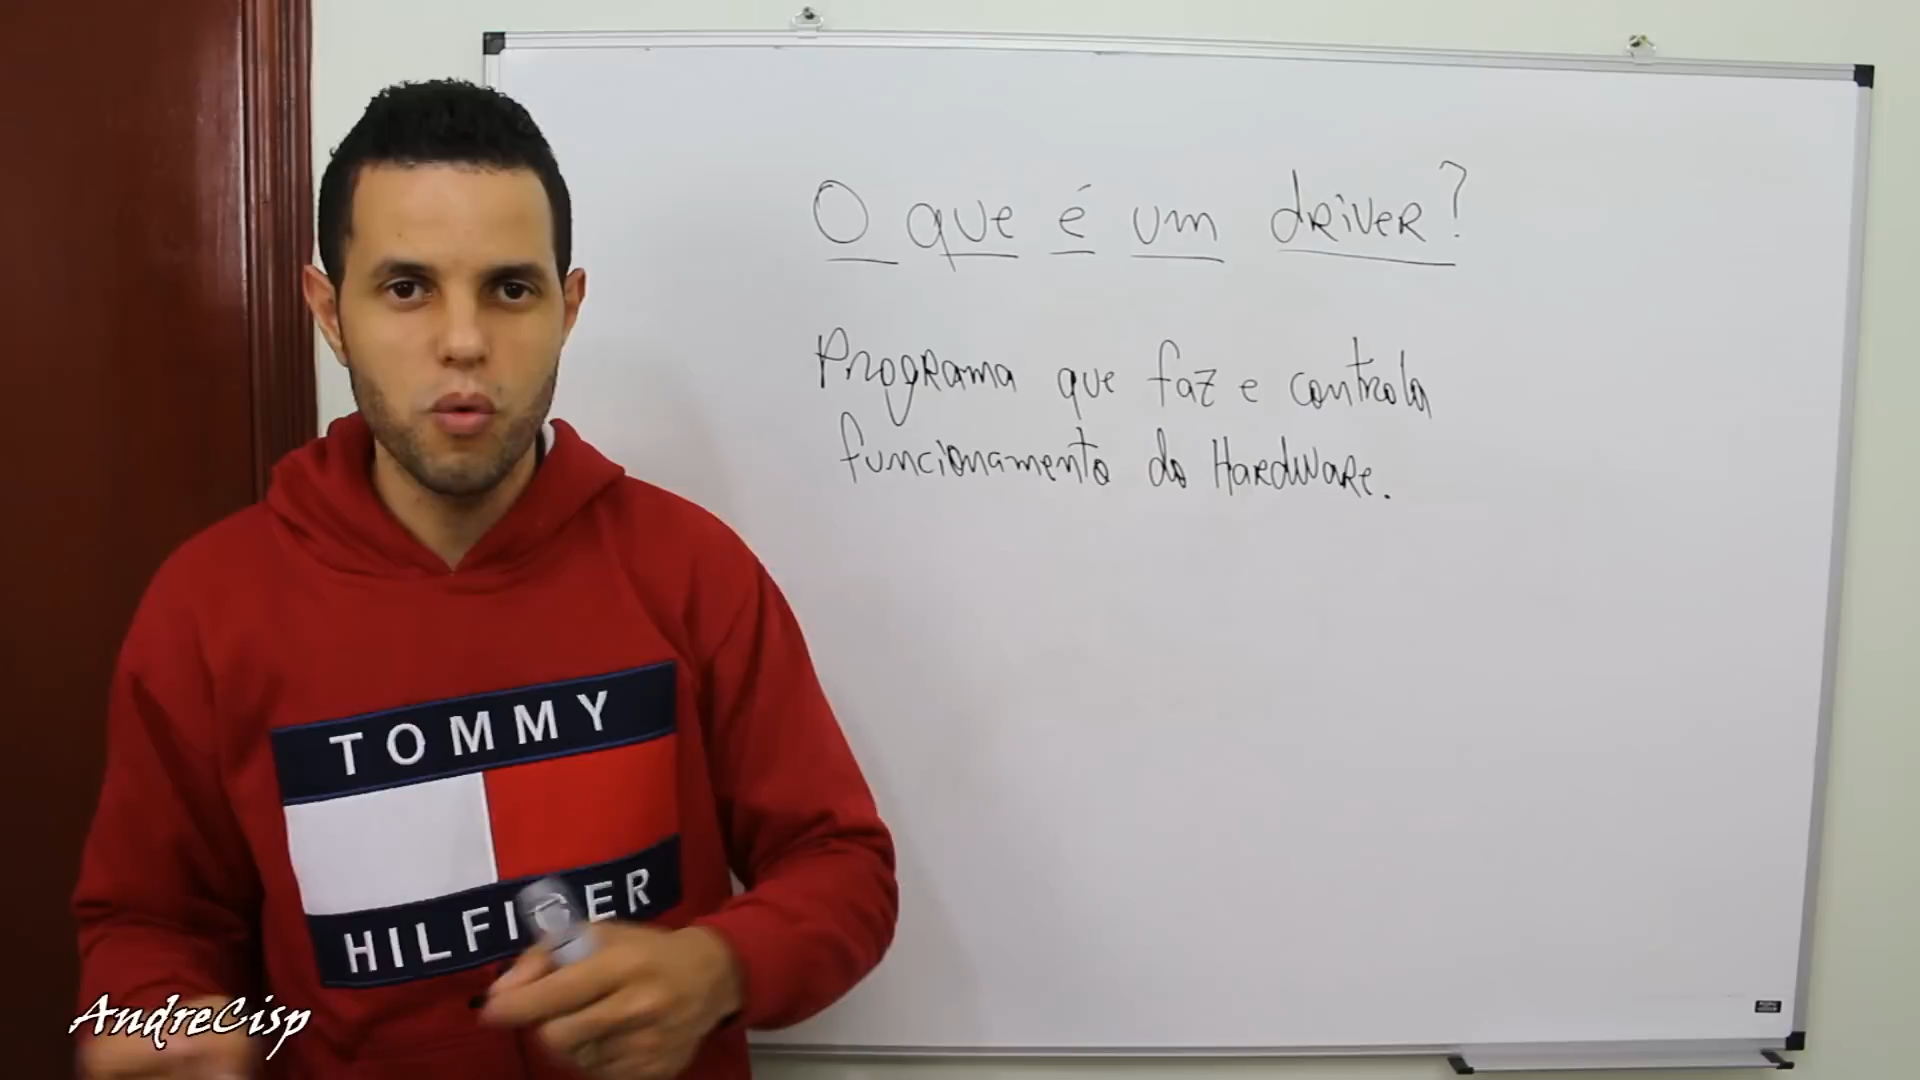 O que é um driver?
Programa que faz e controla
funcionamento do Hardware.
TOMMY
HILFIGER
AndreCisp